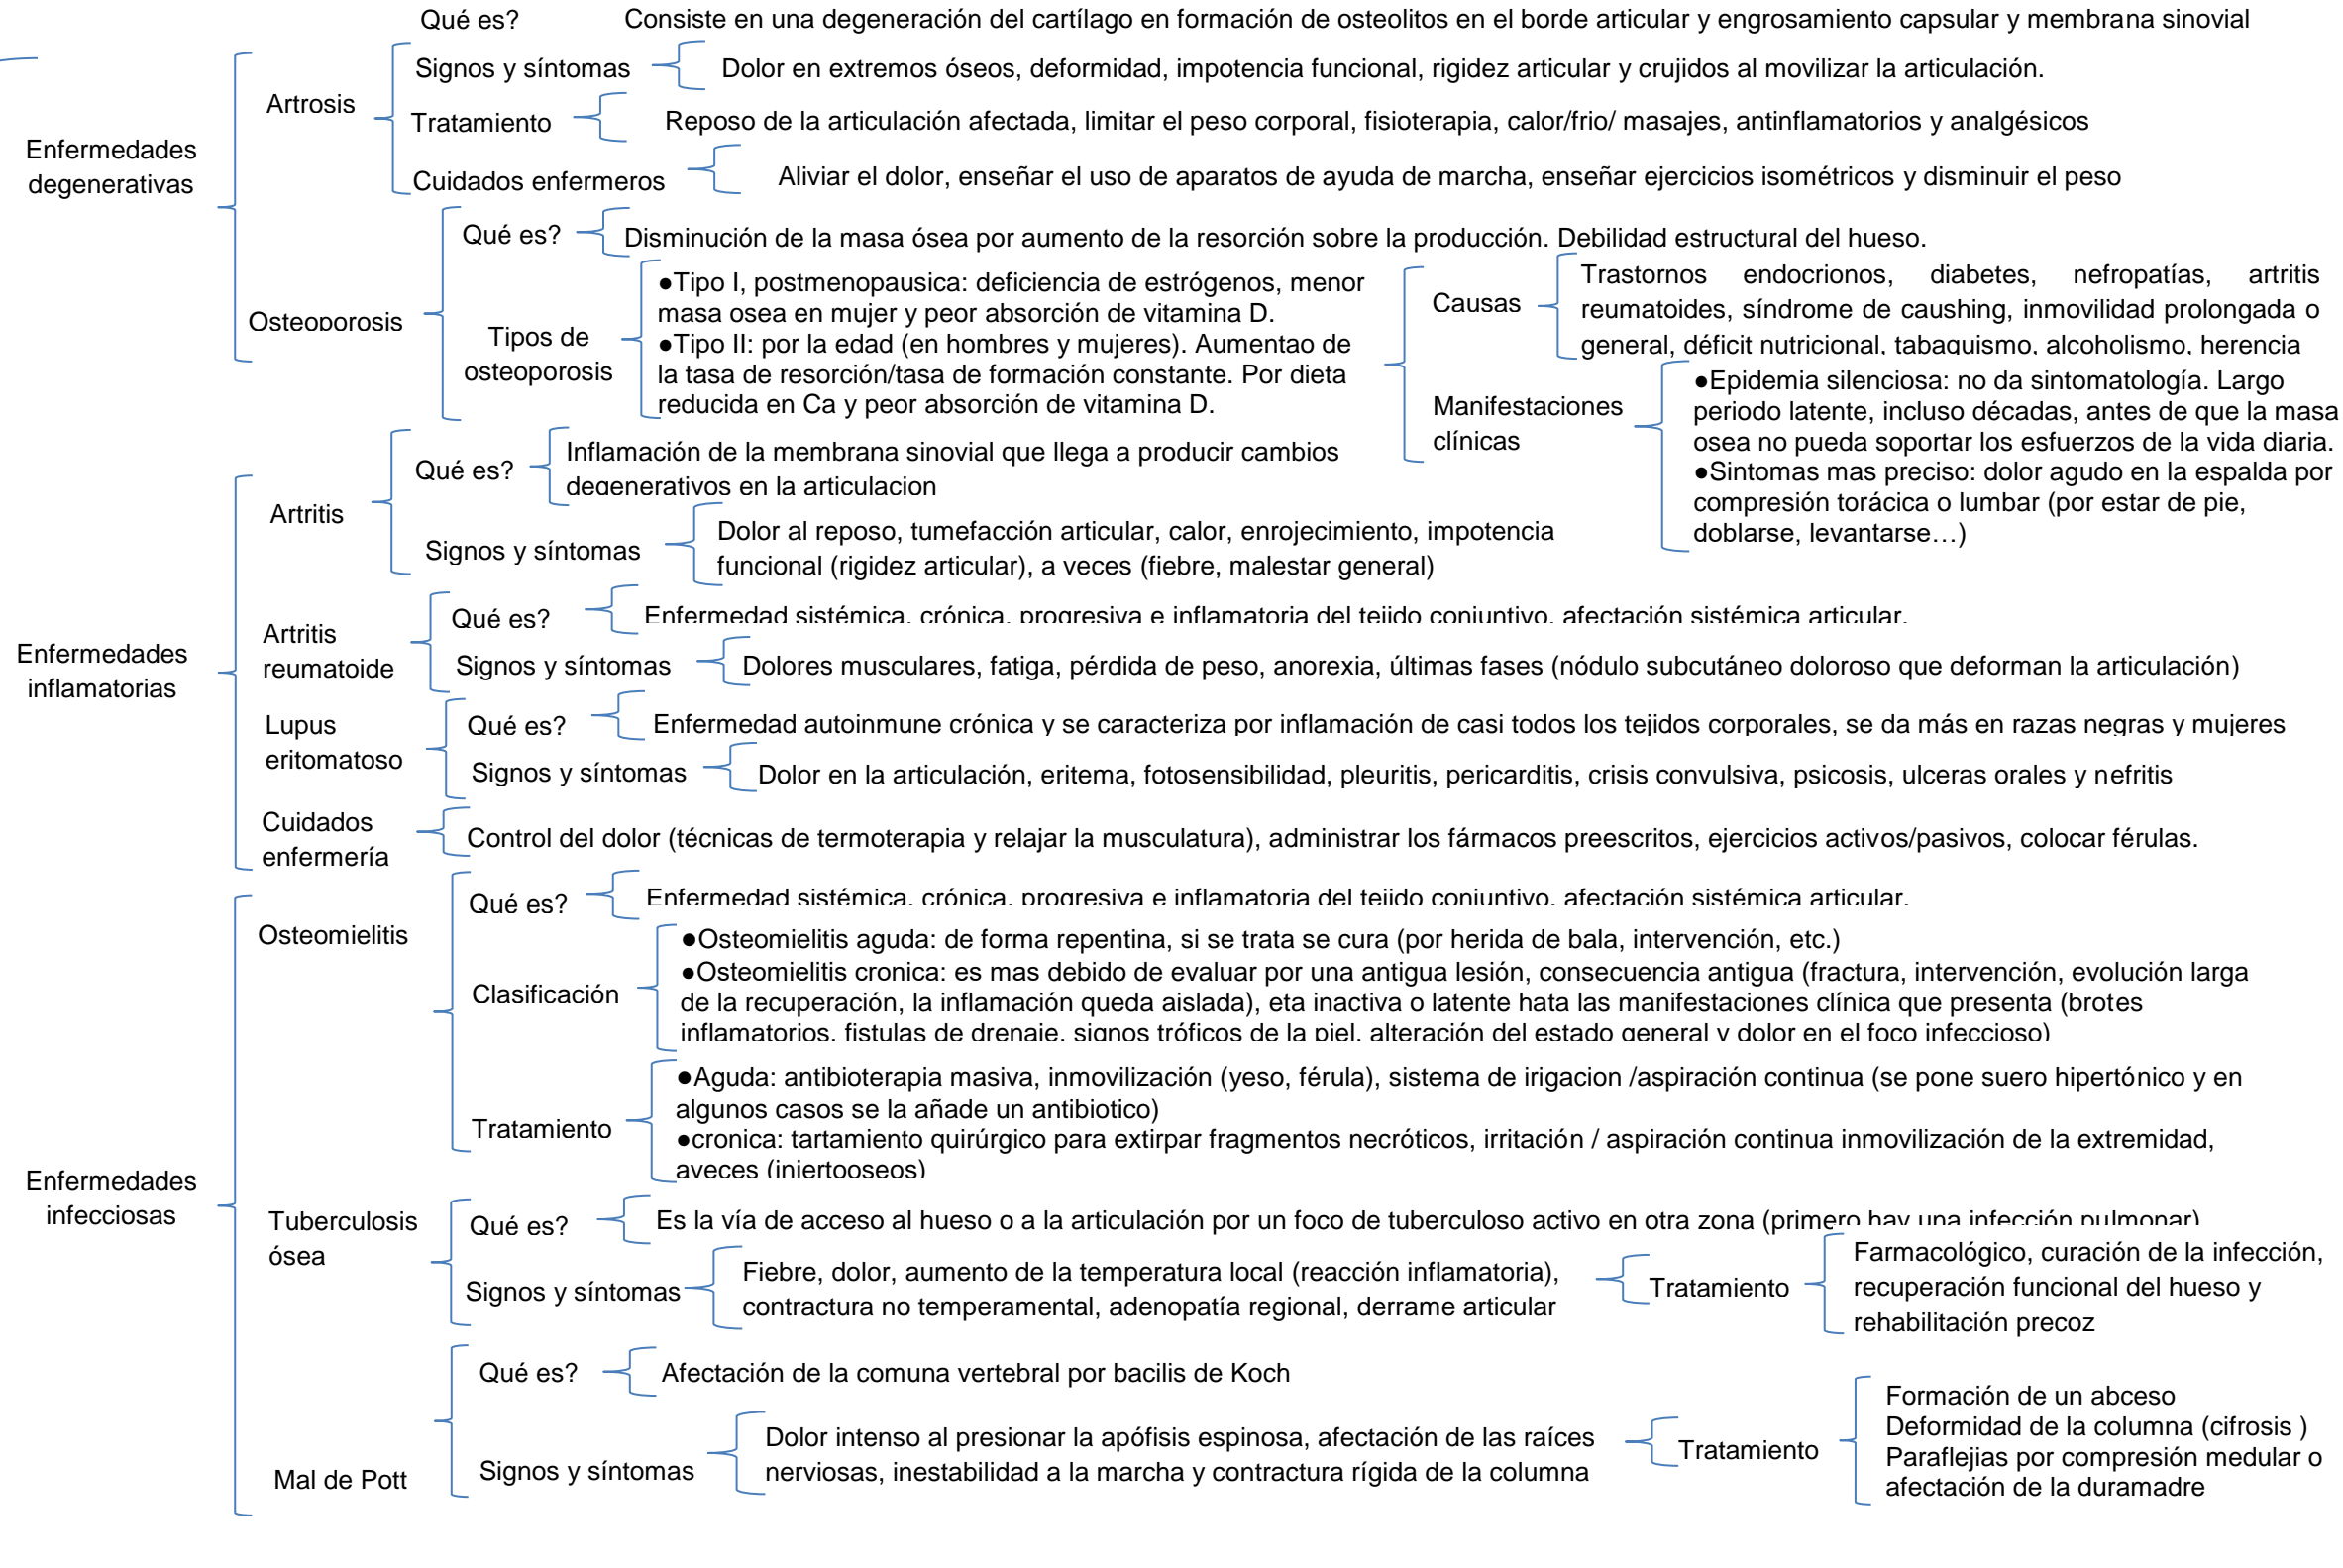 Qué es?
Consiste en una degeneración del cartílago en formación de osteolitos en el borde articular y engrosamiento capsular y membrana sinovial
Signos y síntomas
Dolor en extremos óseos, deformidad, impotencia funcional, rigidez articular y crujidos al movilizar la articulación.
Artrosis
Tratamiento
Reposo de la articulación afectada, limitar el peso corporal, fisioterapia, calor/frio/ masajes, antinflamatorios y analgésicos
Enfermedades
degenerativas
Cuidados enfermeros
Aliviar el dolor, enseñar el uso de aparatos de ayuda de marcha, enseñar ejercicios isométricos y disminuir el peso
Osteoporosis
Qué es?
Disminución de la masa ósea por aumento de la resorción sobre la producción. Debilidad estructural del hueso.
Tipos de
osteoporosis
●Tipo I, postmenopausica: deficiencia de estrógenos, menor
masa osea en mujer y peor absorción de vitamina D.
●Tipo II: por la edad (en hombres y mujeres). Aumentao de
la tasa de resorción/tasa de formación constante. Por dieta
reducida en Ca y peor absorción de vitamina D.
Causas
Trastornos endocrionos, diabetes, nefropatías, artritis
reumatoides, síndrome de caushing, inmovilidad prolongada o
general, déficit nutricional, tabaquismo, alcoholismo, herencia
Manifestaciones
clínicas
●Epidemia silenciosa: no da sintomatología. Largo
periodo latente, incluso décadas, antes de que la masa
osea no pueda soportar los esfuerzos de la vida diaria.
●Sintomas mas preciso: dolor agudo en la espalda por
compresión torácica o lumbar (por estar de pie,
doblarse, levantarse…)
Enfermedades
inflamatorias
Artritis
Qué es?
Inflamación de la membrana sinovial que llega a producir cambios
degenerativos en la articulacion
Signos y síntomas
Dolor al reposo, tumefacción articular, calor, enrojecimiento, impotencia
funcional (rigidez articular), a veces (fiebre, malestar general)
Artritis
reumatoide
Qué es?
Enfermedad sistémica, crónica, progresiva e inflamatoria del tejido conjuntivo, afectación sistémica articular.
Signos y síntomas
Dolores musculares, fatiga, pérdida de peso, anorexia, últimas fases (nódulo subcutáneo doloroso que deforman la articulación)
Lupus
eritomatoso
Qué es?
Enfermedad autoinmune crónica y se caracteriza por inflamación de casi todos los tejidos corporales, se da más en razas negras y mujeres
Signos y síntomas
Dolor en la articulación, eritema, fotosensibilidad, pleuritis, pericarditis, crisis convulsiva, psicosis, ulceras orales y nefritis
Cuidados
enfermería
Control del dolor (técnicas de termoterapia y relajar la musculatura), administrar los fármacos preescritos, ejercicios activos/pasivos, colocar férulas.
Enfermedades
infecciosas
Osteomielitis
Qué es?
Enfermedad sistémica, crónica, progresiva e inflamatoria del tejido conjuntivo, afectación sistémica articular.
Clasificación
●Osteomielitis aguda: de forma repentina, si se trata se cura (por herida de bala, intervención, etc.)
●Osteomielitis cronica: es mas debido de evaluar por una antigua lesión, consecuencia antigua (fractura, intervención, evolución larga
de la recuperación, la inflamación queda aislada), eta inactiva o latente hata las manifestaciones clínica que presenta (brotes
inflamatorios, fistulas de drenaje, signos tróficos de la piel, alteración del estado general y dolor en el foco infeccioso)
Tratamiento
●Aguda: antibioterapia masiva, inmovilización (yeso, férula), sistema de irigacion /aspiración continua (se pone suero hipertónico y en
algunos casos se la añade un antibiotico)
●cronica: tartamiento quirúrgico para extirpar fragmentos necróticos, irritación / aspiración continua inmovilización de la extremidad,
aveces (injertooseos)
Tuberculosis
ósea
Qué es?
Es la vía de acceso al hueso o a la articulación por un foco de tuberculoso activo en otra zona (primero hay una infección pulmonar)
Signos y síntomas
Fiebre, dolor, aumento de la temperatura local (reacción inflamatoria),
contractura no temperamental, adenopatía regional, derrame articular
Tratamiento
Farmacológico, curación de la infección,
recuperación funcional del hueso y
rehabilitación precoz
Mal de Pott
Qué es?
Afectación de la comuna vertebral por bacilis de Koch
Signos y síntomas
Dolor intenso al presionar la apófisis espinosa, afectación de las raíces
nerviosas, inestabilidad a la marcha y contractura rígida de la columna
Tratamiento
Formación de un abceso
Deformidad de la columna (cifrosis )
Paraflejias por compresión medular o
afectación de la duramadre